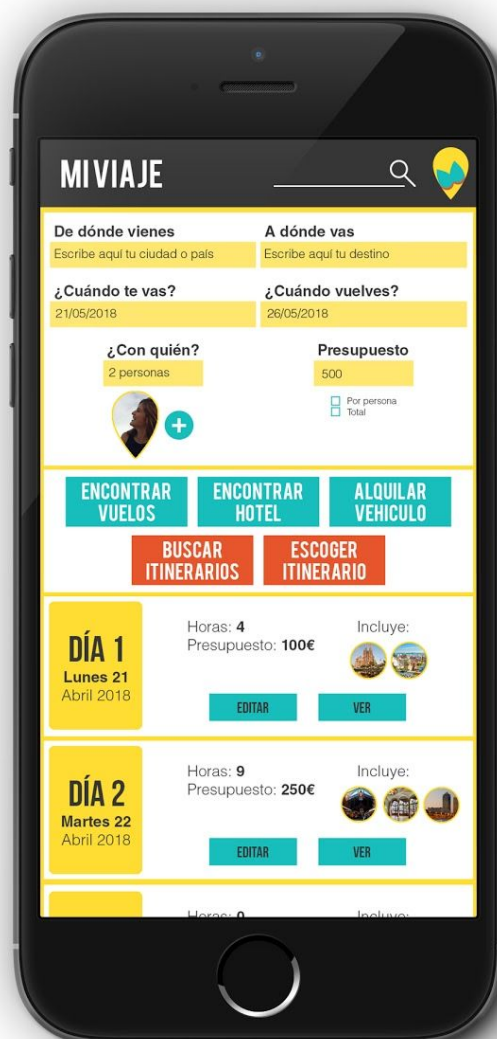 MI VIAJE
De dónde vienes
A dónde vas
Escribe aquí tu ciudad o país
Escribe aquí tu destino
¿Cuándo te vas?
¿Cuándo vuelves?
21/05/2018
26/05/2018
¿Con quién?
Presupuesto
2 personas
500
Por persona
Total
ENCONTRAR
VUELOS
ENCONTRAR
HOTEL
ALQUILAR
VEHICULO
BUSCAR
ITINERARIOS
ESCOGER
ITINERARIO
DÍA 1
Lunes 21
Abril 2018
Horas: 4
Presupuesto: 100€
Incluye:
EDITAR
VER
DÍA 2
Martes 22
Abril 2018
Horas: 9
Presupuesto: 250€
Incluye:
EDITAR
VER
Horas: 9
Incluye: